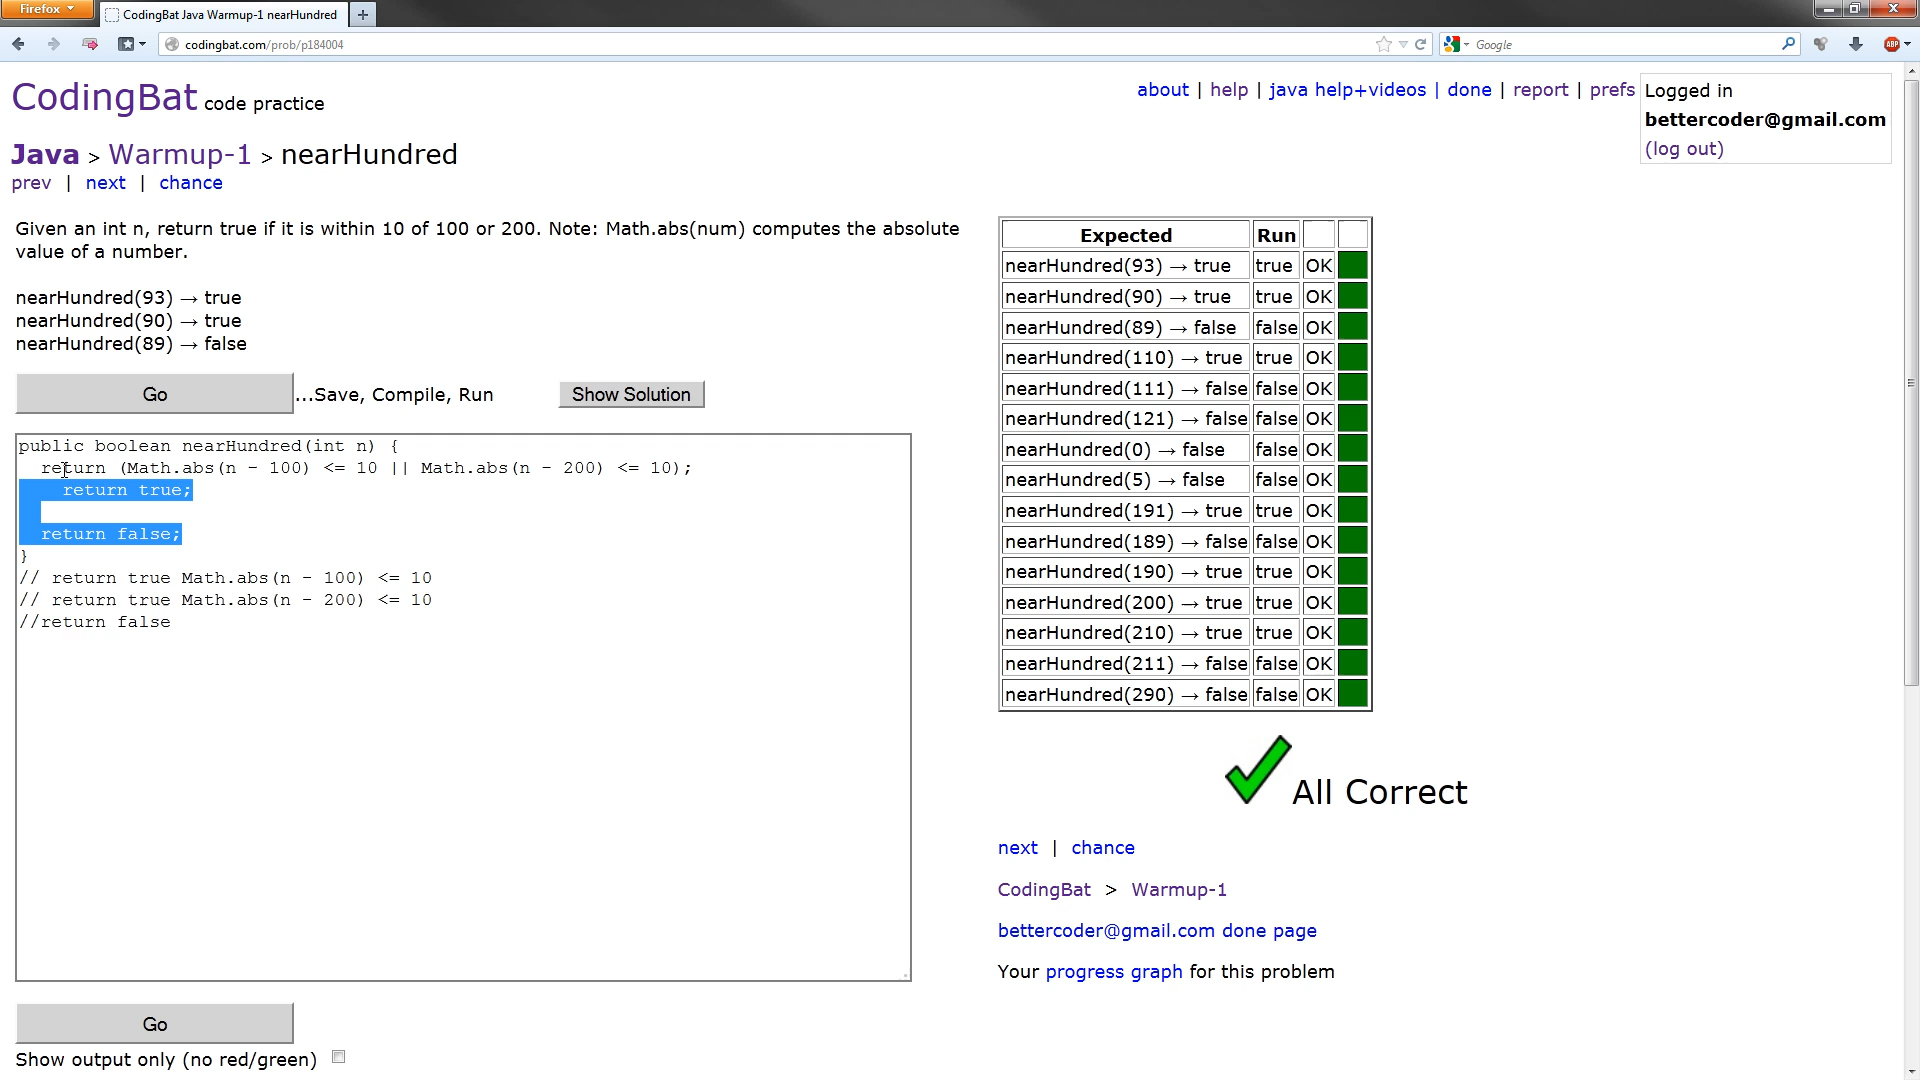 Firefox
CodingBat Java Warmup-1 nearHundred
codingbat.com/prob/p184004
Google
ABP
CodingBat code practice
about | help | java help+videos | done | report | prefs
Logged in
bettercoder@gmail.com
(log out)
Java > Warmup-1 > nearHundred
prev | next | chance
Given an int n, return true if it is within 10 of 100 or 200. Note: Math.abs(num) computes the absolute
value of a number.
nearHundred(93) → true
nearHundred(90) → true
nearHundred(89) → false
Go ...Save, Compile, Run Show Solution
public boolean nearHundred(int n) {
return (Math.abs(n - 100) <= 10 || Math.abs(n - 200) <= 10);
return true;
return false;
}
// return true Math.abs(n - 100) <= 10
// return true Math.abs(n - 200) <= 10
//return false
Go
Show output only (no red/green)
Expected Run
nearHundred(93) → true true OK
nearHundred(90) → true true OK
nearHundred(89) → false false OK
nearHundred(110) → true true OK
nearHundred(111) → false false OK
nearHundred(121) → false false OK
nearHundred(0) → false false OK
nearHundred(5) → false false OK
nearHundred(191) → true true OK
nearHundred(189) → false false OK
nearHundred(190) → true true OK
nearHundred(200) → true true OK
nearHundred(210) → true true OK
nearHundred(211) → false false OK
nearHundred(290) → false false OK
All Correct
next | chance
CodingBat > Warmup-1
bettercoder@gmail.com done page
Your progress graph for this problem